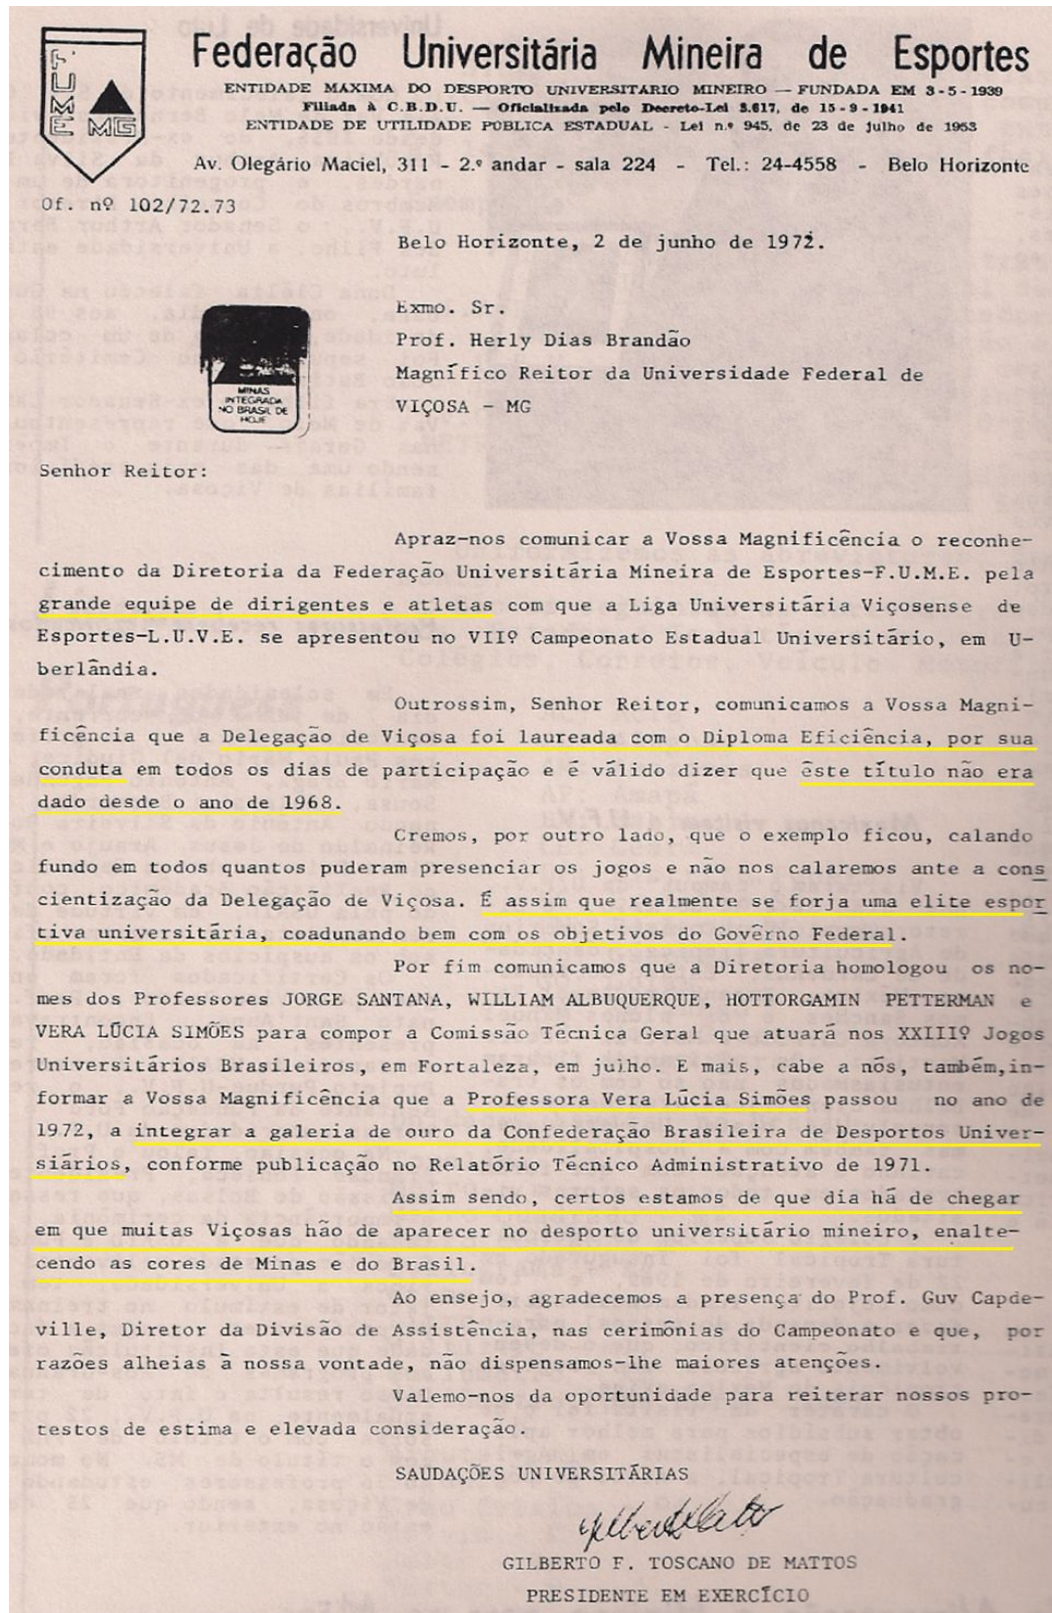 FUME MG
Federação Universitária Mineira de Esportes
ENTIDADE MÁXIMA DO DESPORTO UNIVERSITÁRIO MINEIRO — FUNDADA EM 3-5-1939
Filiada à C.B.D.U. — Oficializada pelo Decreto-Lei 3.617, de 15-9-1941
ENTIDADE DE UTILIDADE PÚBLICA ESTADUAL - Lei n.º 945, de 23 de julho de 1953
Av. Olegário Maciel, 311 - 2.º andar - sala 224 - Tel.: 24-4558 - Belo Horizonte
Of. nº 102/72.73
Belo Horizonte, 2 de junho de 1972.
Exmo. Sr.
Prof. Herly Dias Brandão
Magnífico Reitor da Universidade Federal de
VIÇOSA - MG
MINAS
INTEGRADA
NO BRASIL DE
HOJE
Senhor Reitor:
Apraz-nos comunicar a Vossa Magnificência o reconhe-
cimento da Diretoria da Federação Universitária Mineira de Esportes-F.U.M.E. pela
grande equipe de dirigentes e atletas com que a Liga Universitária Viçosense de
Esportes-L.U.V.E. se apresentou no VIIº Campeonato Estadual Universitário, em U-
berlândia.
Outrossim, Senhor Reitor, comunicamos a Vossa Magni-
ficência que a Delegação de Viçosa foi laureada com o Diploma Eficiência, por sua
conduta em todos os dias de participação e é válido dizer que êste título não era
dado desde o ano de 1968.
Cremos, por outro lado, que o exemplo ficou, calando
fundo em todos quantos puderam presenciar os jogos e não nos calaremos ante a cons
cientização da Delegação de Viçosa. É assim que realmente se forja uma elite espor
tiva universitária, coadunando bem com os objetivos do Govêrno Federal.
Por fim comunicamos que a Diretoria homologou os no-
mes dos Professores JORGE SANTANA, WILLIAM ALBUQUERQUE, HOTTORGAMIN PETTERMAN e
VERA LÚCIA SIMÕES para compor a Comissão Técnica Geral que atuará nos XXIIIº Jogos
Universitários Brasileiros, em Fortaleza, em julho. E mais, cabe a nós, também,in-
formar a Vossa Magnificência que a Professora Vera Lúcia Simões passou no ano de
1972, a integrar a galeria de ouro da Confederação Brasileira de Desportos Univer-
siários, conforme publicação no Relatório Técnico Administrativo de 1971.
Assim sendo, certos estamos de que dia há de chegar
em que muitas Viçosas hão de aparecer no desporto universitário mineiro, enalte-
cendo as cores de Minas e do Brasil.
Ao ensejo, agradecemos a presença do Prof. Guv Capde-
ville, Diretor da Divisão de Assistência, nas cerimônias do Campeonato e que, por
razões alheias à nossa vontade, não dispensamos-lhe maiores atenções.
Valemo-nos da oportunidade para reiterar nossos pro-
testos de estima e elevada consideração.
SAUDAÇÕES UNIVERSITÁRIAS
GILBERTO F. TOSCANO DE MATTOS
PRESIDENTE EM EXERCÍCIO